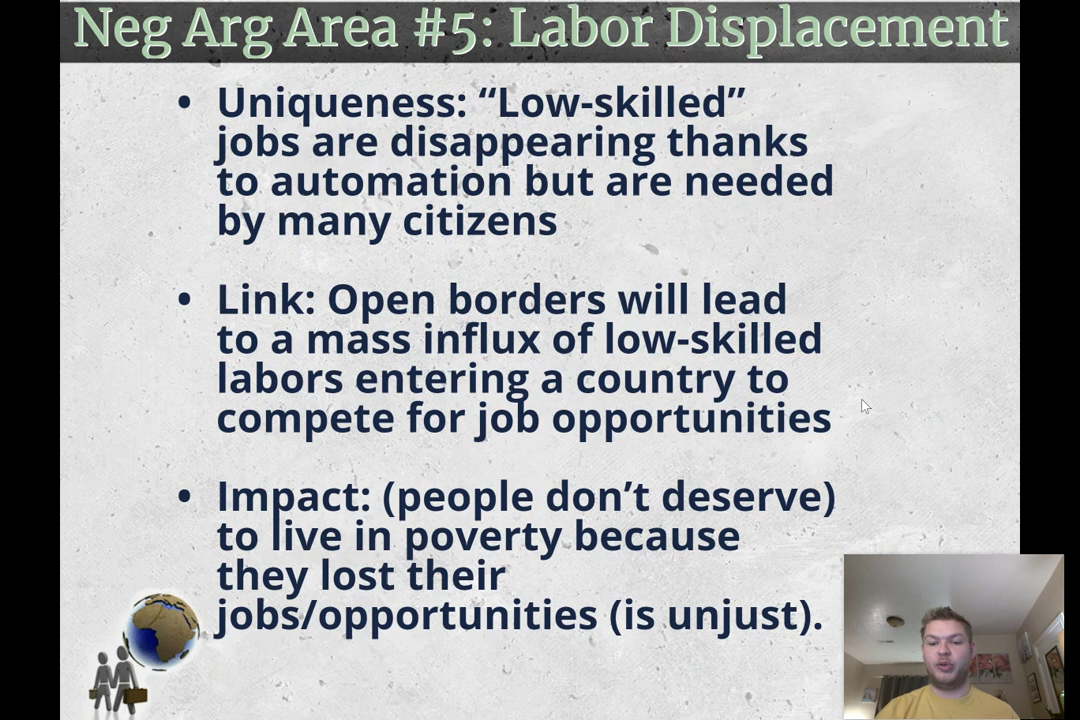 Neg Arg Area #5: Labor Displacement
• Uniqueness: “Low-skilled”
jobs are disappearing thanks
to automation but are needed
by many citizens
• Link: Open borders will lead
to a mass influx of low-skilled
labors entering a country to
compete for job opportunities
• Impact: (people don’t deserve)
to live in poverty because
they lost their
jobs/opportunities (is unjust).